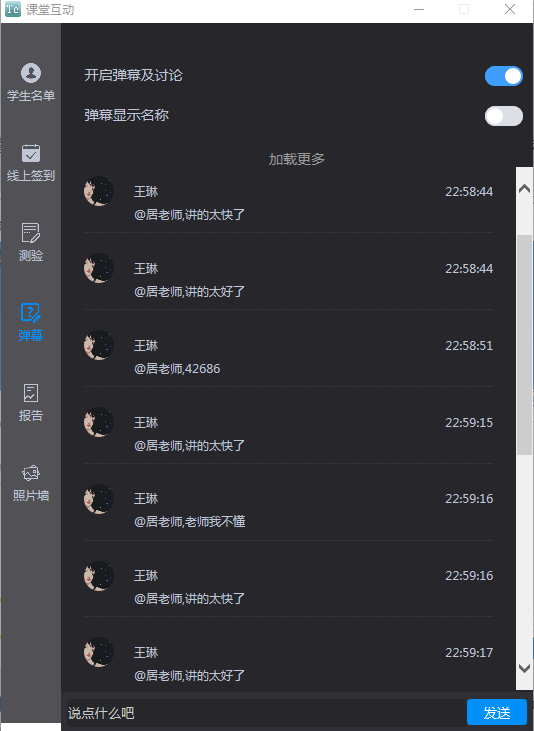 Te 课堂互动
学生名单
线上签到
测验
弹幕
报告
照片墙
开启弹幕及讨论
弹幕显示名称
加载更多
王琳 22:58:44
@居老师,讲的太快了
王琳 22:58:44
@居老师,讲的太好了
王琳 22:58:51
@居老师,42686
王琳 22:59:15
@居老师,讲的太快了
王琳 22:59:16
@居老师,老师我不懂
王琳 22:59:16
@居老师,讲的太快了
王琳 22:59:17
@居老师,讲的太好了
说点什么吧 发送